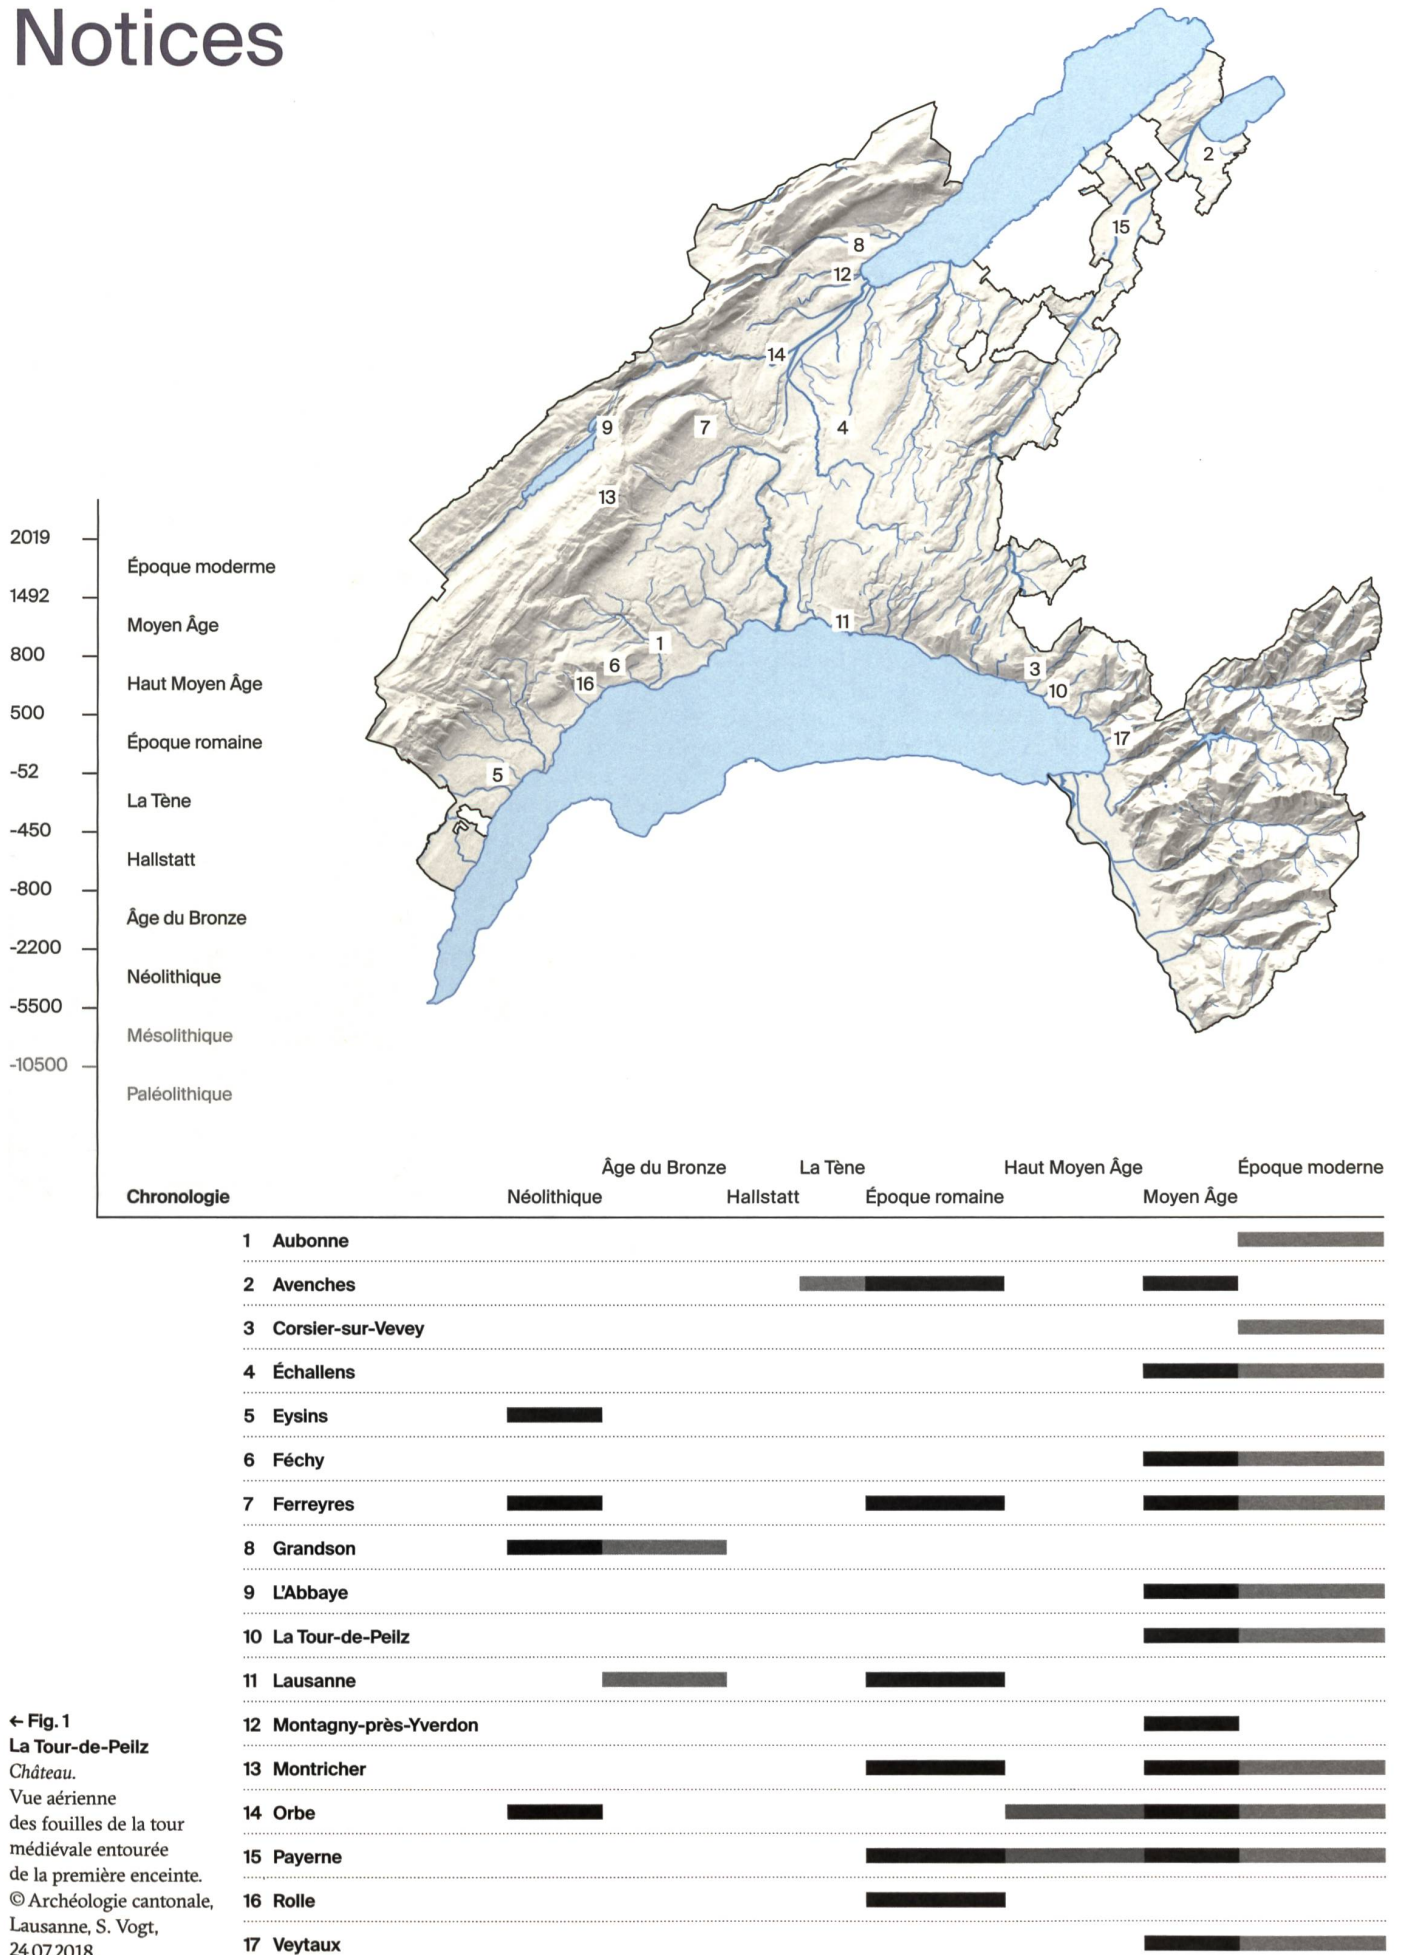 Notices
2
15
8
12
14
9
7
4
13
11
1
6
16
3
10
17
5
2019
Époque moderne
1492
Moyen Âge
800
Haut Moyen Âge
500
Époque romaine
-52
La Tène
-450
Hallstatt
-800
Âge du Bronze
-2200
Néolithique
-5500
Mésolithique
-10500
Paléolithique
Âge du Bronze La Tène Haut Moyen Âge Époque moderne
Chronologie Néolithique Hallstatt Époque romaine Moyen Âge
1 Aubonne
2 Avenches
3 Corsier-sur-Vevey
4 Échallens
5 Eysins
6 Féchy
7 Ferreyres
8 Grandson
9 L'Abbaye
10 La Tour-de-Peilz
11 Lausanne
12 Montagny-près-Yverdon
13 Montricher
14 Orbe
15 Payerne
16 Rolle
17 Veytaux
← Fig. 1
La Tour-de-Peilz
Château.
Vue aérienne
des fouilles de la tour
médiévale entourée
de la première enceinte.
© Archéologie cantonale,
Lausanne, S. Vogt,
24.07.2018